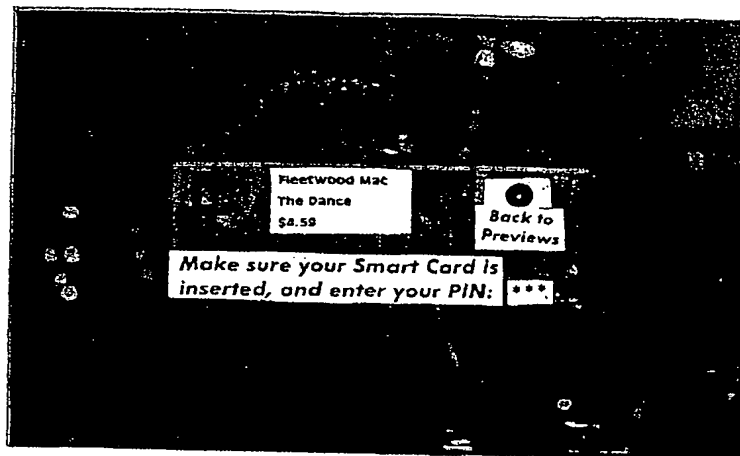 Fleetwood Mac
The Dance
$4.59
Back to
Previews
Make sure your Smart Card is
inserted, and enter your PIN: ***